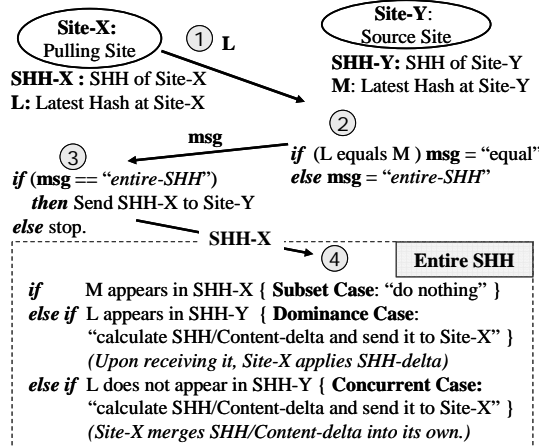 Site-X:
Pulling Site
1 L
Site-Y:
Source Site
SHH-X : SHH of Site-X
L: Latest Hash at Site-X
SHH-Y: SHH of Site-Y
M: Latest Hash at Site-Y
msg
2
3
if (L equals M ) msg = “equal”
else msg = “entire-SHH”
if (msg == “entire-SHH”)
then Send SHH-X to Site-Y
else stop.
SHH-X
4
Entire SHH
if M appears in SHH-X { Subset Case: “do nothing” }
else if L appears in SHH-Y { Dominance Case:
“calculate SHH/Content-delta and send it to Site-X” }
(Upon receiving it, Site-X applies SHH-delta)
else if L does not appear in SHH-Y { Concurrent Case:
“calculate SHH/Content-delta and send it to Site-X” }
(Site-X merges SHH/Content-delta into its own.)